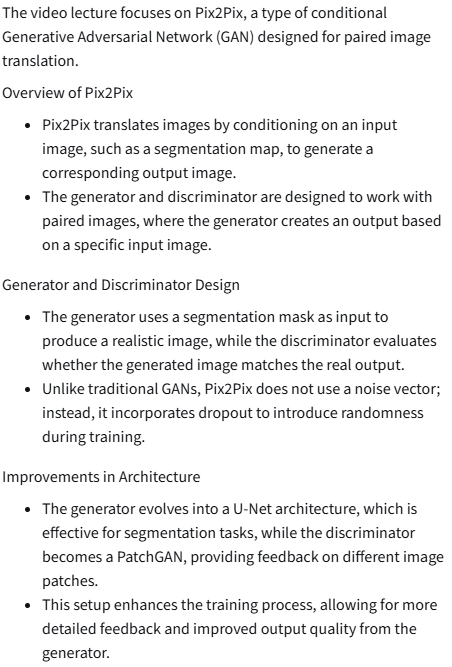 The video lecture focuses on Pix2Pix, a type of conditional
Generative Adversarial Network (GAN) designed for paired image
translation.
Overview of Pix2Pix
• Pix2Pix translates images by conditioning on an input
image, such as a segmentation map, to generate a
corresponding output image.
• The generator and discriminator are designed to work with
paired images, where the generator creates an output based
on a specific input image.
Generator and Discriminator Design
• The generator uses a segmentation mask as input to
produce a realistic image, while the discriminator evaluates
whether the generated image matches the real output.
• Unlike traditional GANs, Pix2Pix does not use a noise vector;
instead, it incorporates dropout to introduce randomness
during training.
Improvements in Architecture
• The generator evolves into a U-Net architecture, which is
effective for segmentation tasks, while the discriminator
becomes a PatchGAN, providing feedback on different image
patches.
• This setup enhances the training process, allowing for more
detailed feedback and improved output quality from the
generator.